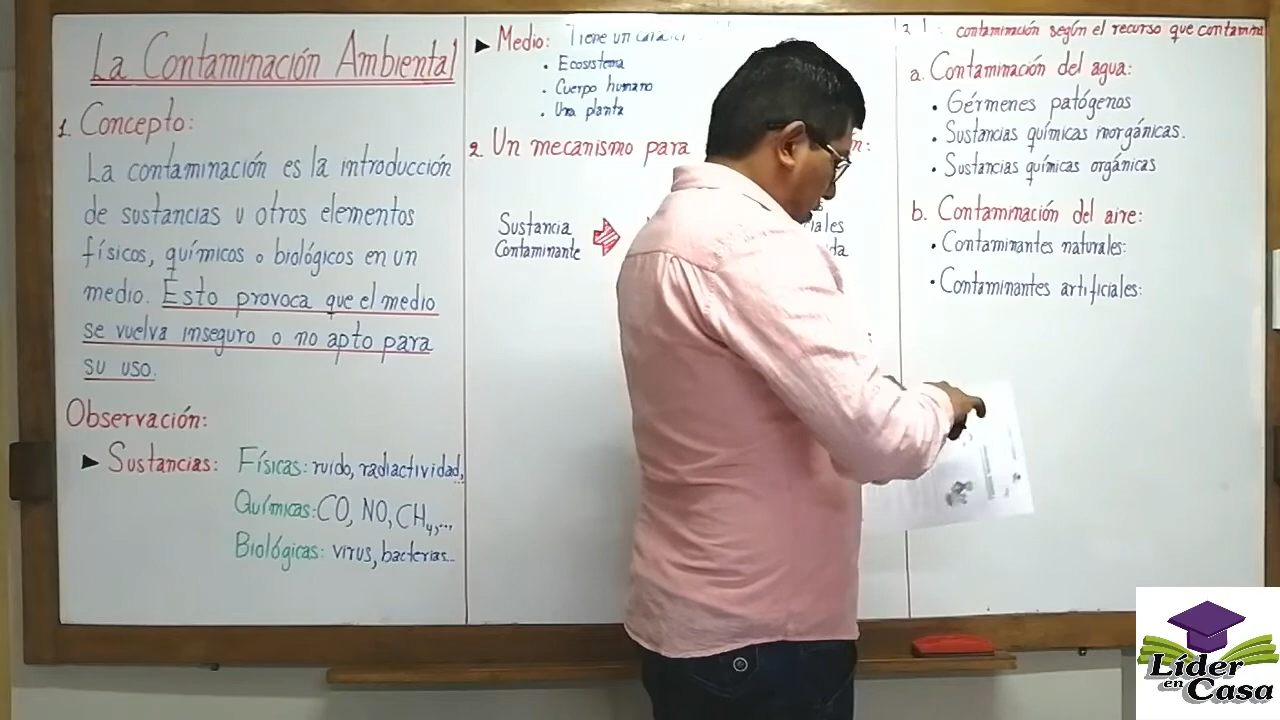 La Contaminación Ambiental
1. Concepto:
La contaminación es la introducción
de sustancias u otros elementos
físicos, químicos o biológicos en un
medio. Esto provoca que el medio
se vuelva inseguro o no apto para
su uso.
Observación:
► Sustancias: Físicas: ruido, radiactividad,
Químicas: CO, NO, CH4,...
Biológicas: virus, bacterias...
► Medio: Tiene un
• Ecosistema
• Cuerpo humano
• Una planta
2. Un mecanismo para
Sustancia
Contaminante
contaminación según el recurso que contamina
a. Contaminación del agua:
• Gérmenes patógenos
• Sustancias químicas inorgánicas.
• Sustancias químicas orgánicas
b. Contaminación del aire:
• Contaminantes naturales:
• Contaminantes artificiales:
Líder
en Casa